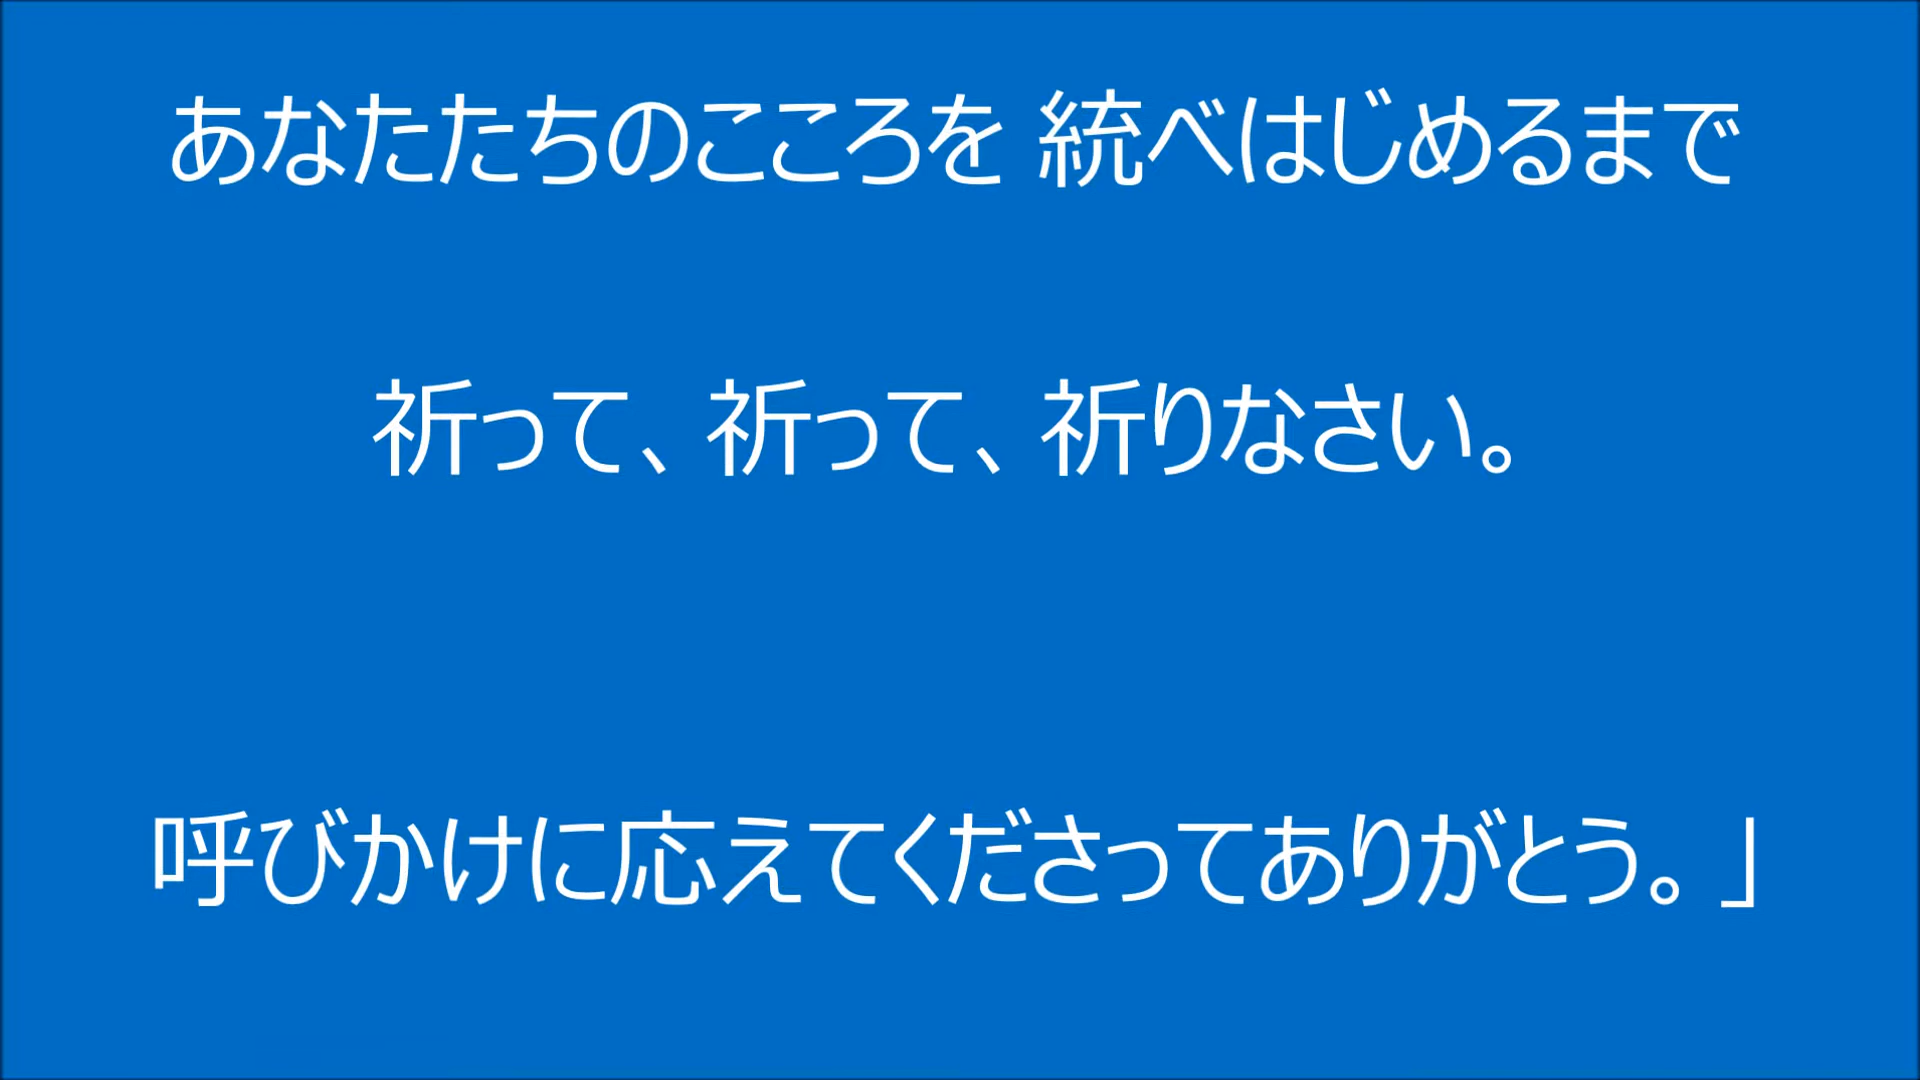 あなたたちのこころを 統べはじめるまで
祈って、祈って、祈りなさい。
呼びかけに応えてくださってありがとう。」